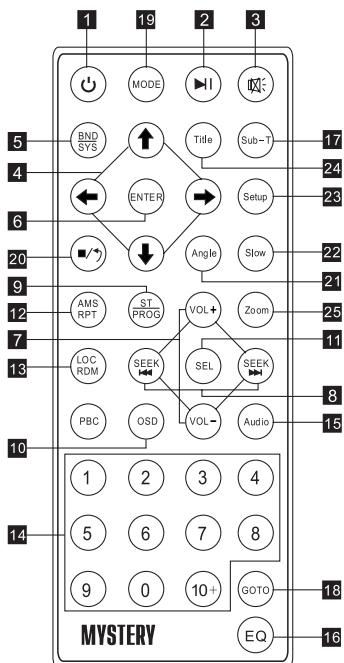 1 19 2 3
MODE
5 BND SYS Title Sub-T 17
4 24
ENTER Setup 23
6
20 Angle Slow 22
9 21
12 AMS RPT ST PROG VOL+ Zoom 25
7 11
13 LOC RDM SEEK SEL SEEK
8
PBC OSD VOL- Audio 15
10
1 2 3 4
14 5 6 7 8
9 0 10+ GOTO 18
MYSTERY EQ 16